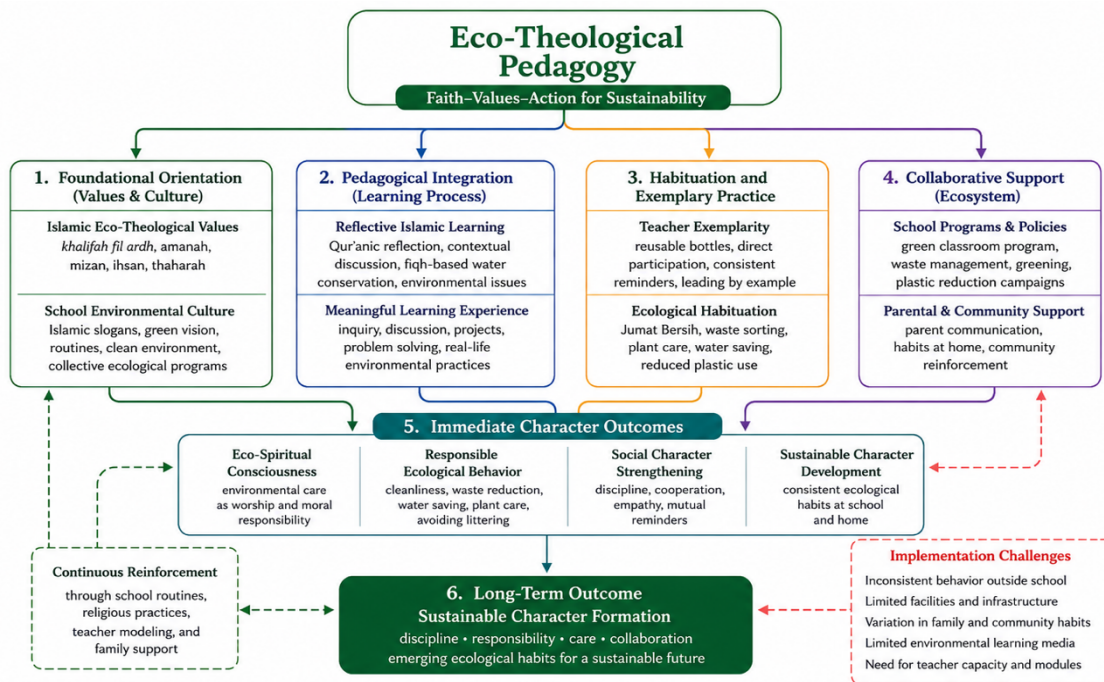 Eco-Theological
Pedagogy
Faith–Values–Action for Sustainability
1. Foundational Orientation
(Values & Culture)
Islamic Eco-Theological Values
khalifah fil ardh, amanah,
mizan, ihsan, thaharah
School Environmental Culture
Islamic slogans, green vision,
routines, clean environment,
collective ecological programs
2. Pedagogical Integration
(Learning Process)
Reflective Islamic Learning
Qur'anic reflection, contextual
discussion, fiqh-based water
conservation, environmental issues
Meaningful Learning Experience
inquiry, discussion, projects,
problem solving, real-life
environmental practices
3. Habituation and
Exemplary Practice
Teacher Exemplarity
reusable bottles, direct
participation, consistent
reminders, leading by example
Ecological Habituation
Jumat Bersih, waste sorting,
plant care, water saving,
reduced plastic use
4. Collaborative Support
(Ecosystem)
School Programs & Policies
green classroom program,
waste management, greening,
plastic reduction campaigns
Parental & Community Support
parent communication,
habits at home, community
reinforcement
5. Immediate Character Outcomes
Eco-Spiritual
Consciousness
environmental care
as worship and moral
responsibility
Responsible
Ecological Behavior
cleanliness, waste reduction,
water saving, plant care,
avoiding littering
Social Character
Strengthening
discipline, cooperation,
empathy, mutual
reminders
Sustainable Character
Development
consistent ecological
habits at school
and home
Continuous Reinforcement
through school routines,
religious practices,
teacher modeling, and
family support
6. Long-Term Outcome
Sustainable Character Formation
discipline • responsibility • care • collaboration
emerging ecological habits for a sustainable future
Implementation Challenges
Inconsistent behavior outside school
Limited facilities and infrastructure
Variation in family and community habits
Limited environmental learning media
Need for teacher capacity and modules